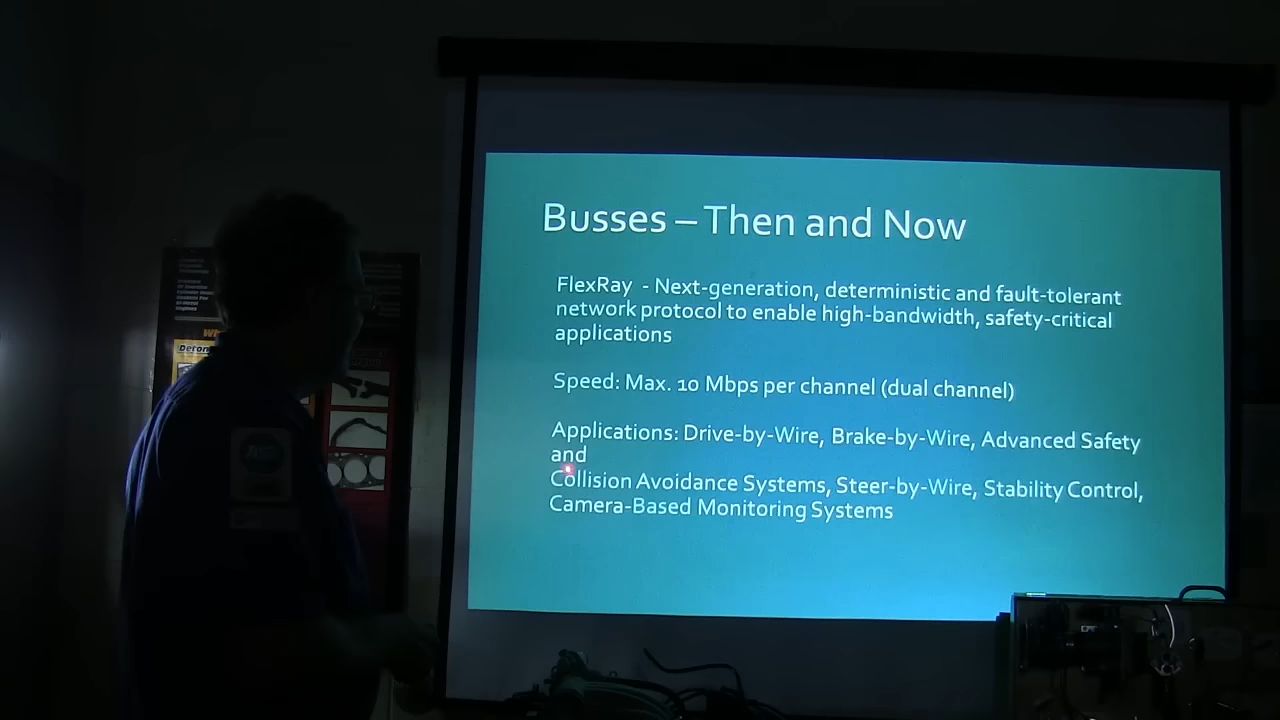 Busses – Then and Now
FlexRay - Next-generation, deterministic and fault-tolerant
network protocol to enable high-bandwidth, safety-critical
applications
Speed: Max. 10 Mbps per channel (dual channel)
Applications: Drive-by-Wire, Brake-by-Wire, Advanced Safety
and
Collision Avoidance Systems, Steer-by-Wire, Stability Control,
Camera-Based Monitoring Systems